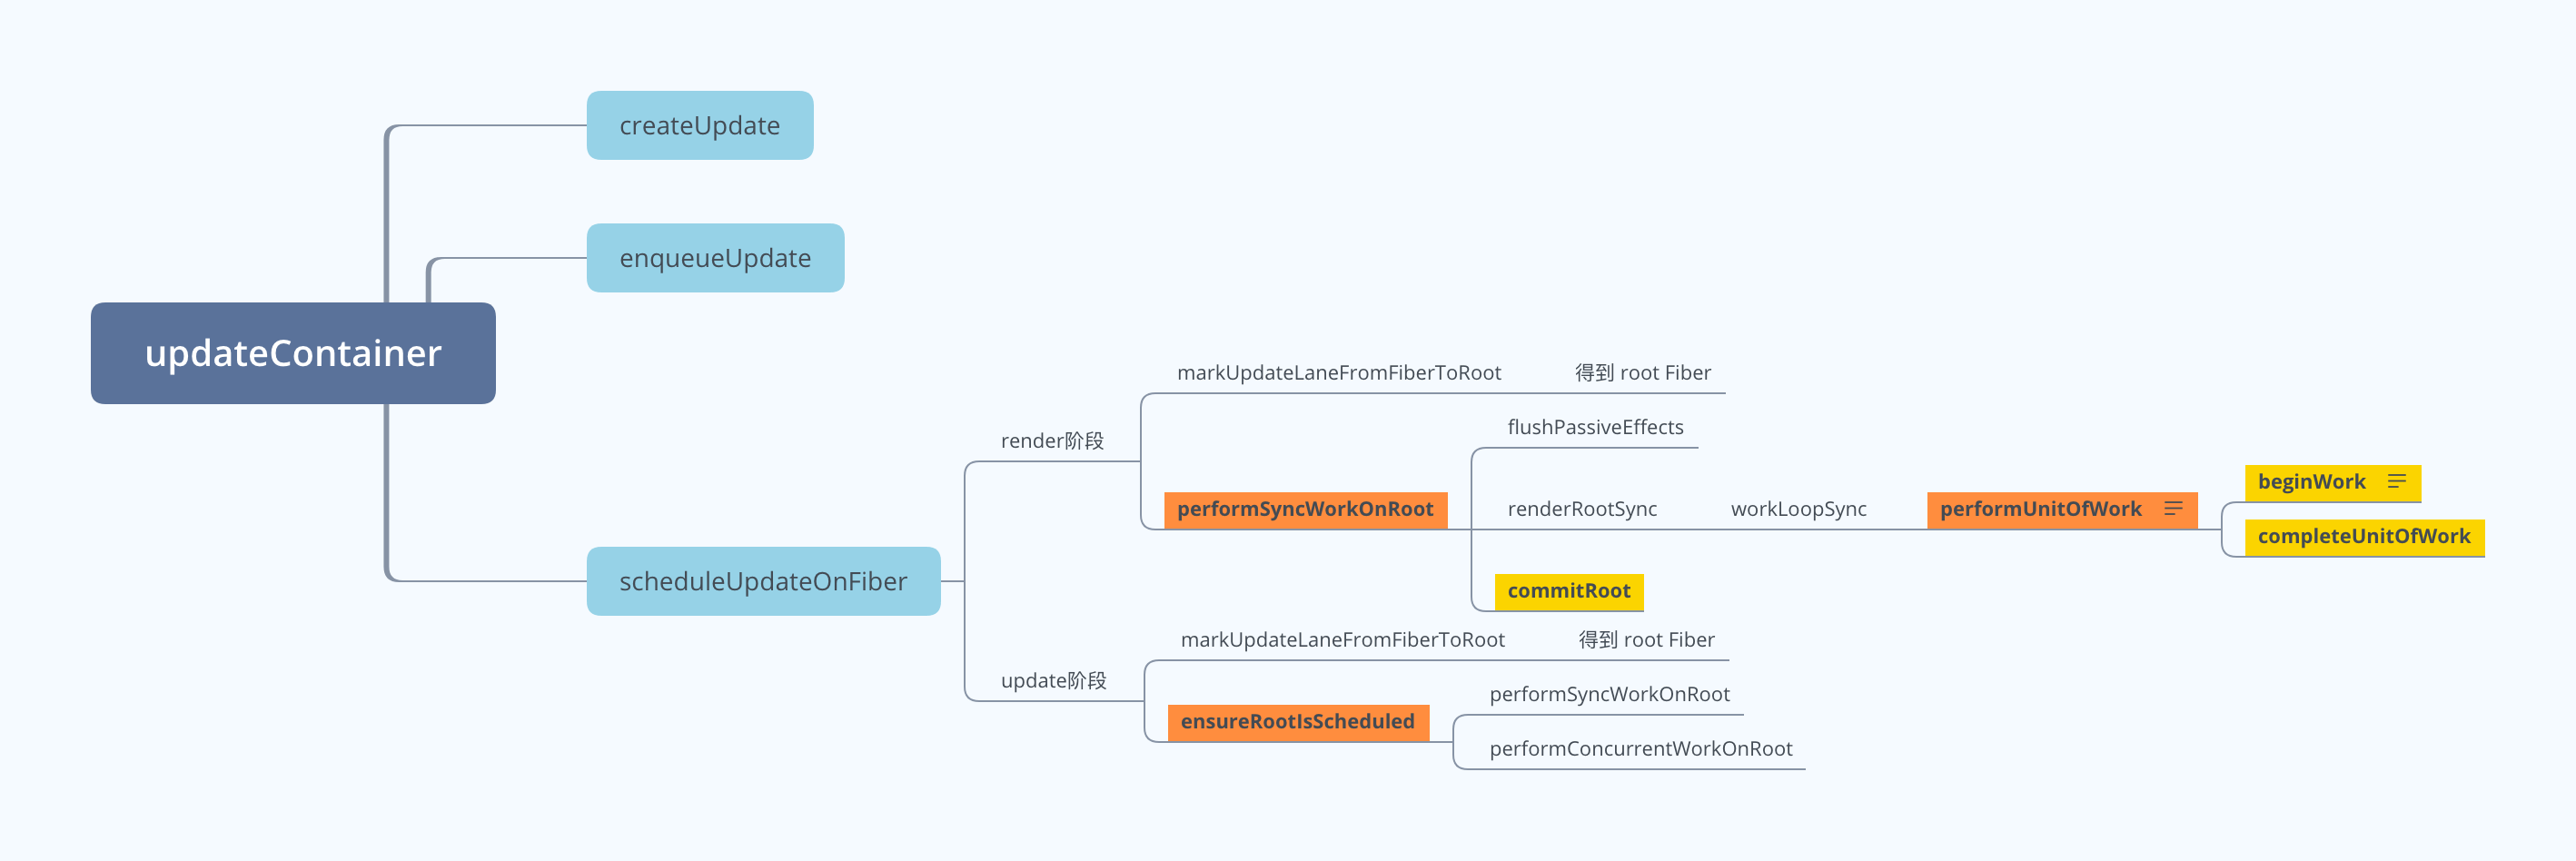 updateContainer
createUpdate
enqueueUpdate
scheduleUpdateOnFiber
render阶段
markUpdateLaneFromFiberToRoot
得到 root Fiber
performSyncWorkOnRoot
flushPassiveEffects
renderRootSync
workLoopSync
performUnitOfWork
beginWork
completeUnitOfWork
commitRoot
update阶段
markUpdateLaneFromFiberToRoot
得到 root Fiber
ensureRootIsScheduled
performSyncWorkOnRoot
performConcurrentWorkOnRoot